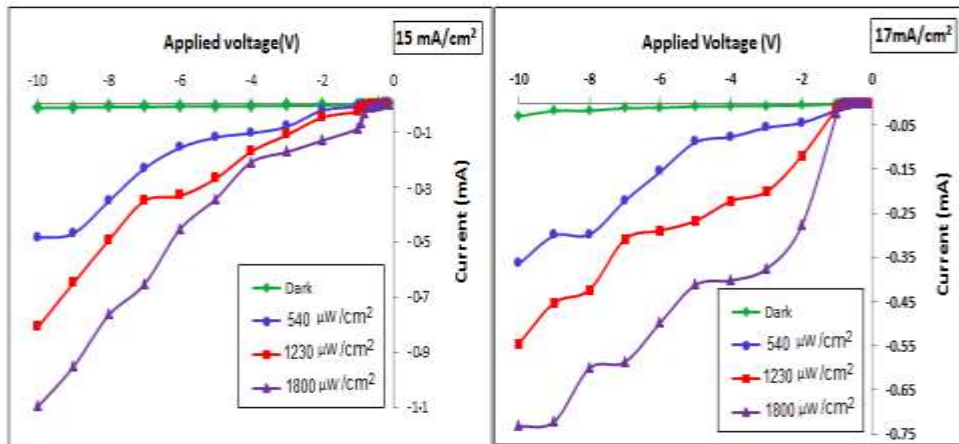 Applied voltage(V)
15 mA/cm²
-10 -8 -6 -4 -2 0
-0.1
-0.3
-0.5
-0.7
-0.9
-1.1
Current (mA)
Dark
540 µW/cm²
1230 µW/cm²
1800 µW/cm²
Applied Voltage (V)
17mA/cm²
-10 -8 -6 -4 -2 0
-0.05
-0.15
-0.25
-0.35
-0.45
-0.55
-0.65
-0.75
Current (mA)
Dark
540 µW/cm²
1230 µW/cm²
1800 µW/cm²